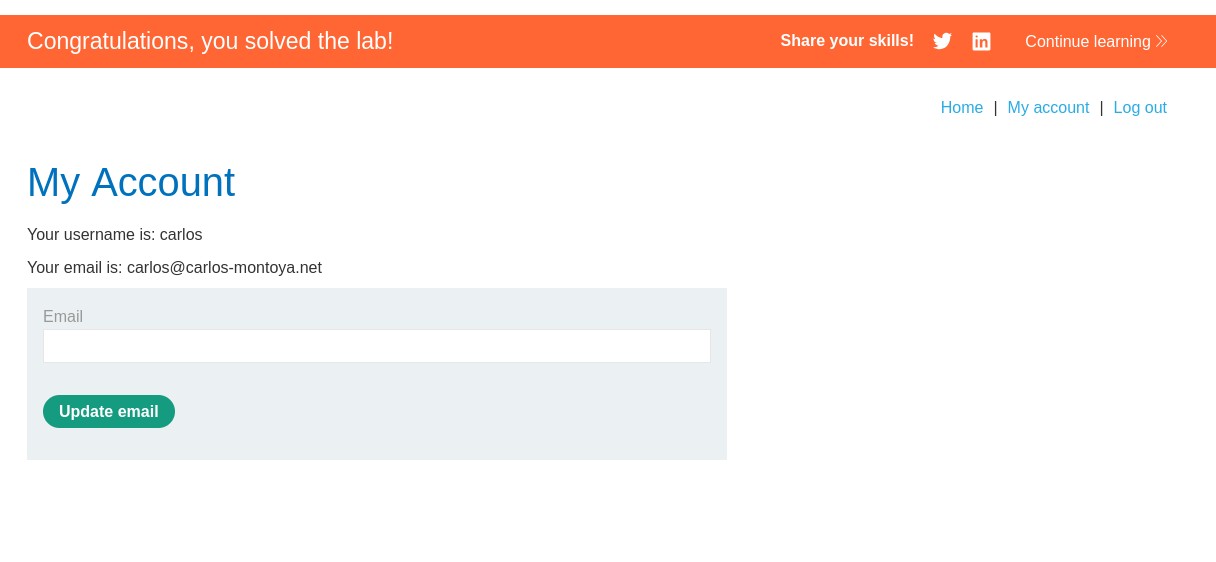 Congratulations, you solved the lab!
Share your skills!
Continue learning
Home | My account | Log out
My Account
Your username is: carlos
Your email is: carlos@carlos-montoya.net
Email
Update email